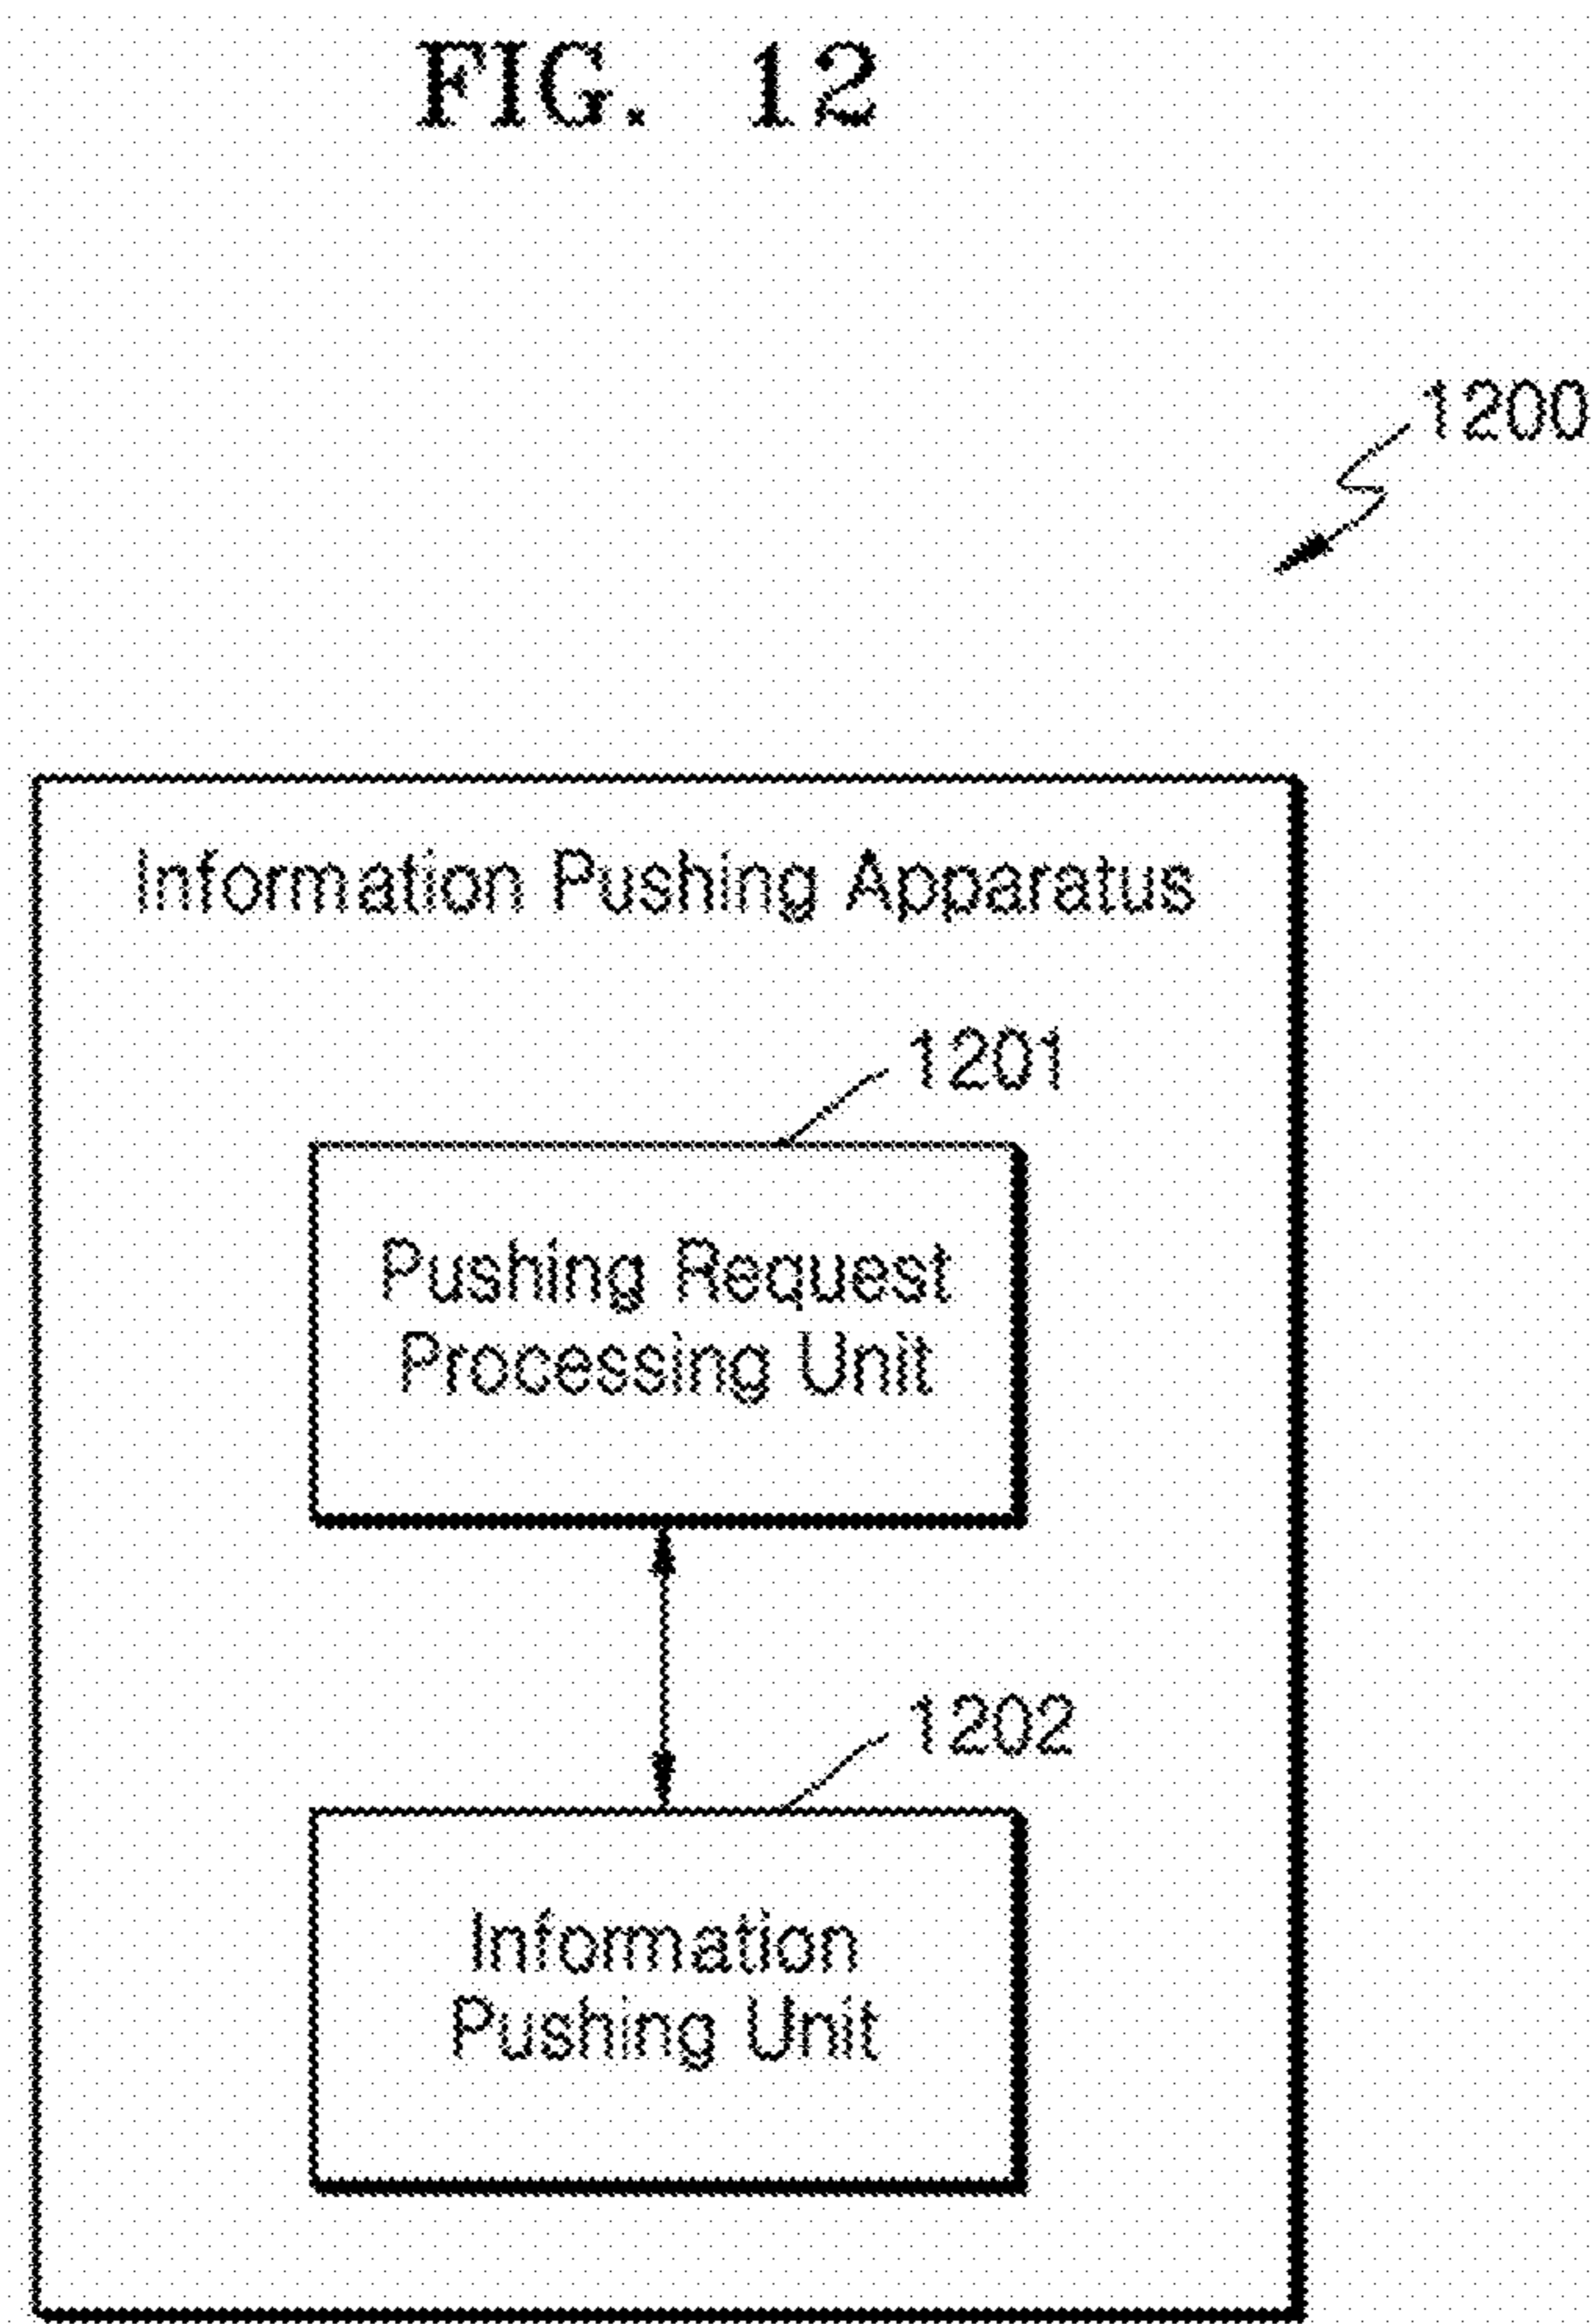 FIG. 12
1200
Information Pushing Apparatus
1201
Pushing Request
Processing Unit
1202
Information
Pushing Unit